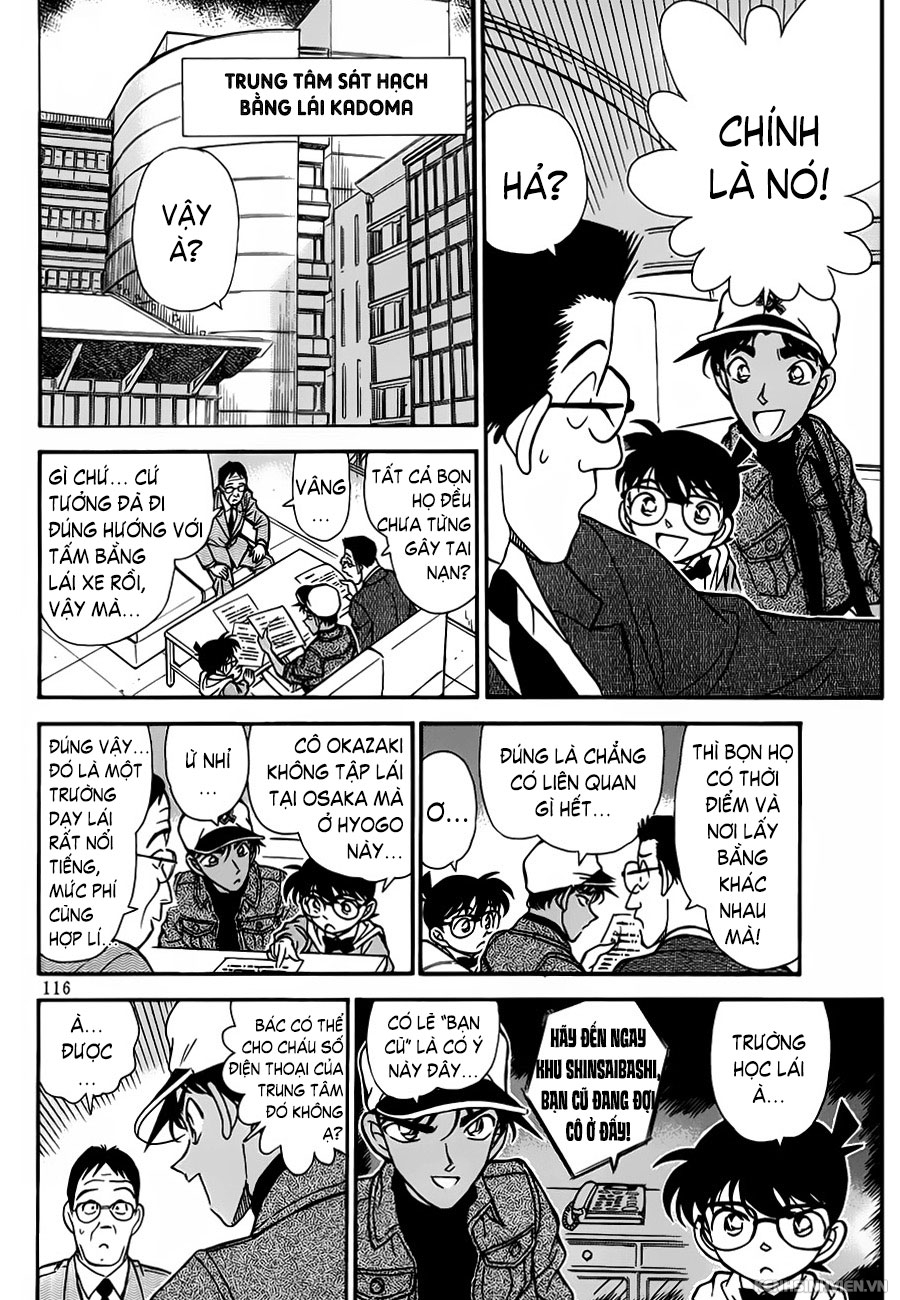 CHÍNH
LÀ NÓ!
HẢ?
TRUNG TÂM SÁT HẠCH
BẰNG LÁI KADOMA
VẬY
À?
TẤT CẢ BỌN
HỌ ĐỀU
CHƯA TỪNG
GÂY TAI
NẠN?
VÂNG
...
GÌ CHỨ... CỨ
TƯỞNG ĐÃ ĐI
ĐÚNG HƯỚNG VỚI
TẤM BẰNG
LÁI XE RỒI,
VẬY MÀ...
THÌ BỌN HỌ
CÓ THỜI
ĐIỂM VÀ
NƠI LẤY
BẰNG
KHÁC
NHAU
MÀ!
ĐÚNG LÀ CHẲNG
CÓ LIÊN QUAN
GÌ HẾT...
Ơ...
CÔ OKAZAKI
KHÔNG TẬP LÁI
TẠI OSAKA MÀ
Ở HYOGO
NÀY...
Ừ NHỈ
...
ĐÚNG VẬY...
ĐÓ LÀ MỘT
TRƯỜNG
DẠY LÁI
RẤT NỔI
TIẾNG,
MỨC PHÍ
CŨNG
HỢP LÍ...
116
TRƯỜNG
HỌC LÁI
À...
HÃY ĐẾN NGAY
KHU SHINSAIBASHI,
BẠN CŨ ĐANG ĐỢI
CÔ Ở ĐẤY!
CÓ LẼ "BẠN
CŨ" LÀ CÓ Ý
NÀY ĐÂY...
BÁC CÓ THỂ
CHO CHÁU SỐ
ĐIỆN THOẠI CỦA
TRUNG TÂM
ĐÓ KHÔNG
Ạ?
À...
ĐƯỢC
...
KENHSINHVIEN.VN